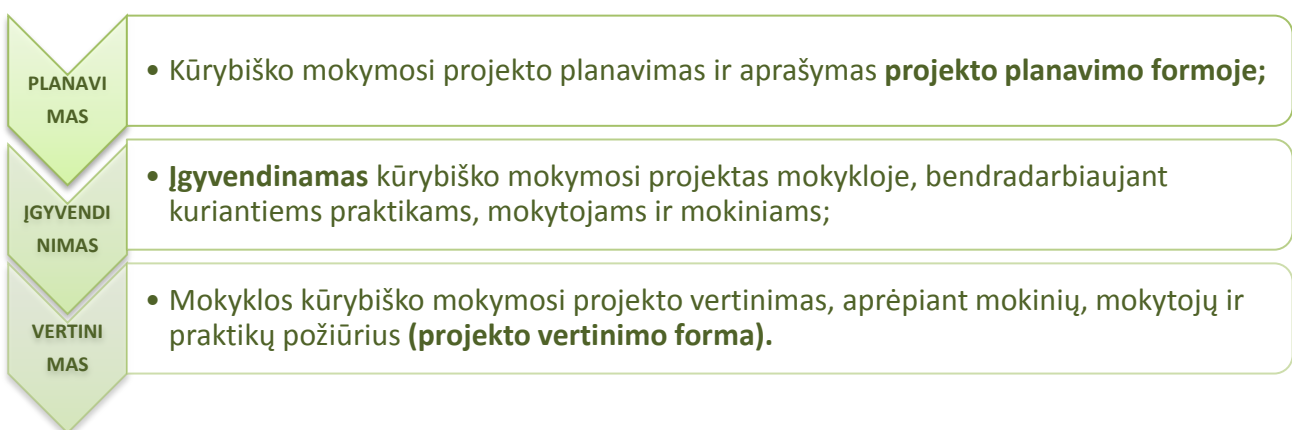 PLANAVI
MAS
• Kūrybiško mokymosi projekto planavimas ir aprašymas projekto planavimo formoje;
ĮGYVENDI
NIMAS
• Įgyvendinamas kūrybiško mokymosi projektas mokykloje, bendradarbiaujant
kuriantiems praktikams, mokytojams ir mokiniams;
VERTINI
MAS
• Mokyklos kūrybiško mokymosi projekto vertinimas, aprėpiant mokinių, mokytojų ir
praktikų požiūrius (projekto vertinimo forma).